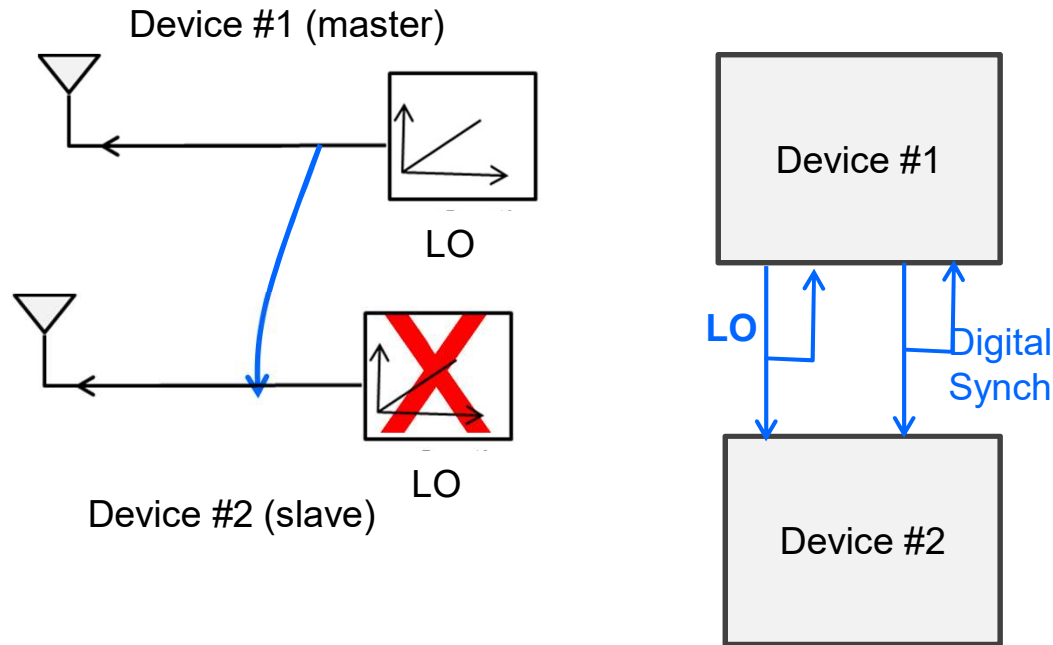 Device #1 (master)
LO
LO
Device #2 (slave)
Device #1
LO
Digital
Synch
Device #2